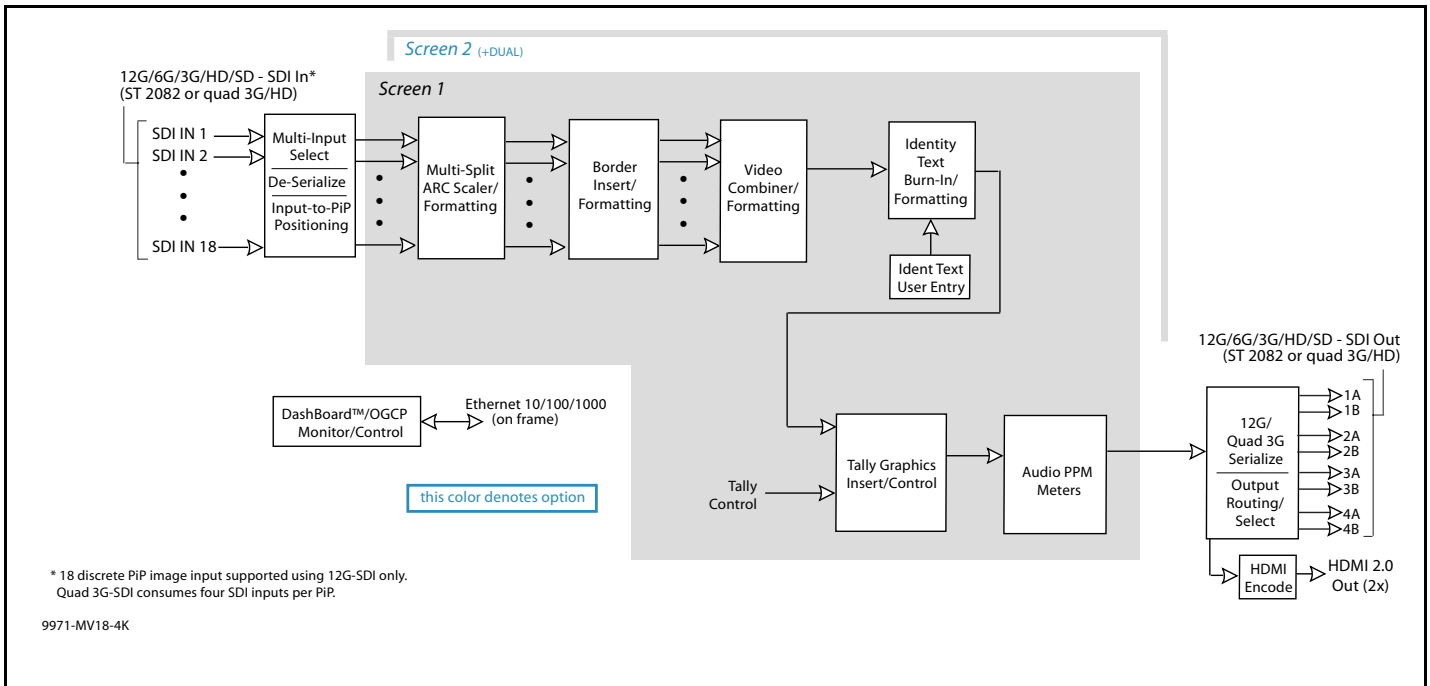 Screen 2 (+DUAL)
12G/6G/3G/HD/SD - SDI In*
(ST 2082 or quad 3G/HD)
Screen 1
SDI IN 1
SDI IN 2
SDI IN 18
Multi-Input
Select
De-Serialize
Input-to-PiP
Positioning
Multi-Split
ARC Scaler/
Formatting
Border
Insert/
Formatting
Video
Combiner/
Formatting
Identity
Text
Burn-In/
Formatting
Ident Text
User Entry
12G/6G/3G/HD/SD - SDI Out
(ST 2082 or quad 3G/HD)
DashBoard™/OGCP
Monitor/Control
Ethernet 10/100/1000
(on frame)
this color denotes option
Tally
Control
Tally Graphics
Insert/Control
Audio PPM
Meters
12G/
Quad 3G
Serialize
Output
Routing/
Select
1A
1B
2A
2B
3A
3B
4A
4B
HDMI
Encode
HDMI 2.0
Out (2x)
* 18 discrete PiP image input supported using 12G-SDI only.
Quad 3G-SDI consumes four SDI inputs per PiP.
9971-MV18-4K